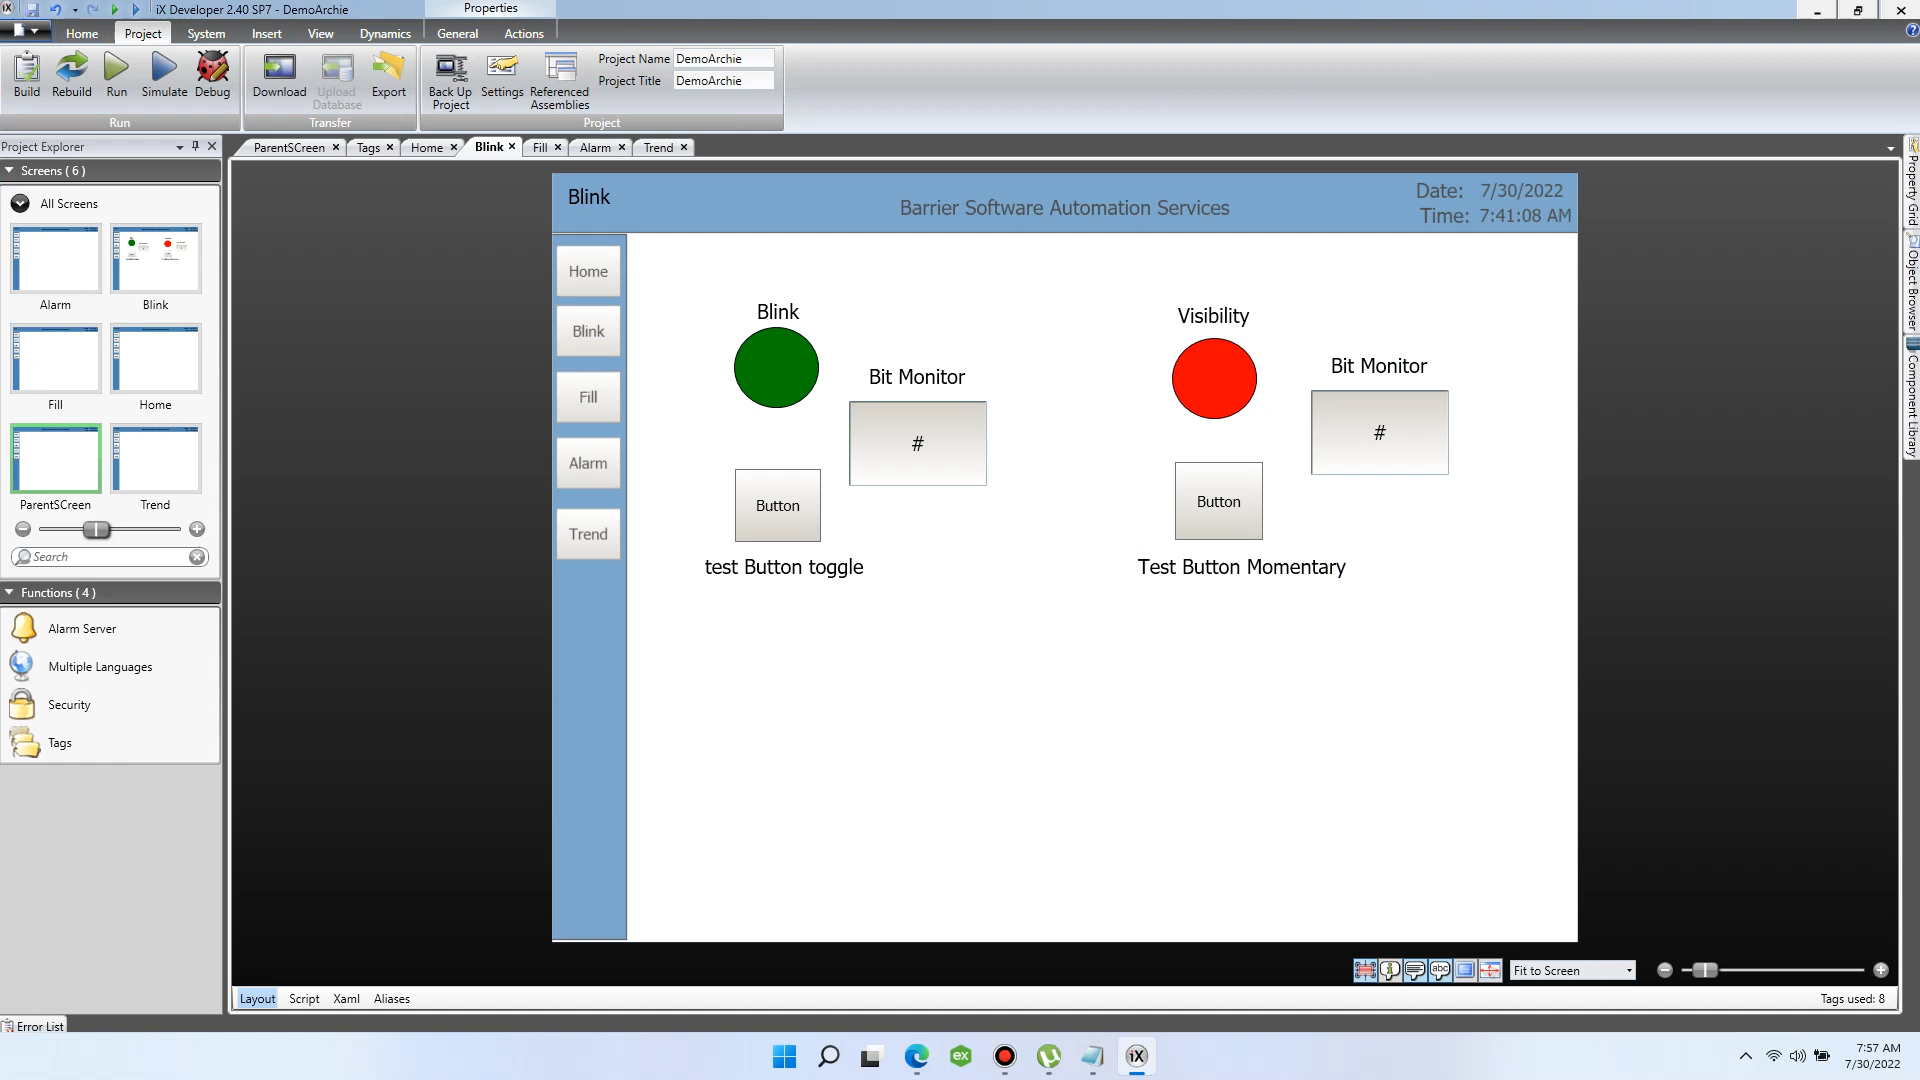 iX Developer 2.40 SP7 - DemoArchie
Properties
Home Project System Insert View Dynamics General Actions
Build Rebuild Run Simulate Debug
Run
Download Upload Database Export
Transfer
Back Up Project Settings Referenced Assemblies
Project Name DemoArchie
Project Title DemoArchie
Project
Project Explorer
Screens ( 6 )
All Screens
Alarm Blink
Fill Home
ParentSCreen Trend
Search
Functions ( 4 )
Alarm Server
Multiple Languages
Security
Tags
ParentSCreen Tags Home Blink Fill Alarm Trend
Blink
Barrier Software Automation Services
Date: 7/30/2022
Time: 7:41:08 AM
Home
Blink
Fill
Alarm
Trend
Blink
Bit Monitor
#
Button
test Button toggle
Visibility
Bit Monitor
#
Button
Test Button Momentary
Property Grid
Object Browser
Component Library
abc
Fit to Screen
Layout Script Xaml Aliases
Tags used: 8
Error List
ex
iX
7:57 AM
7/30/2022